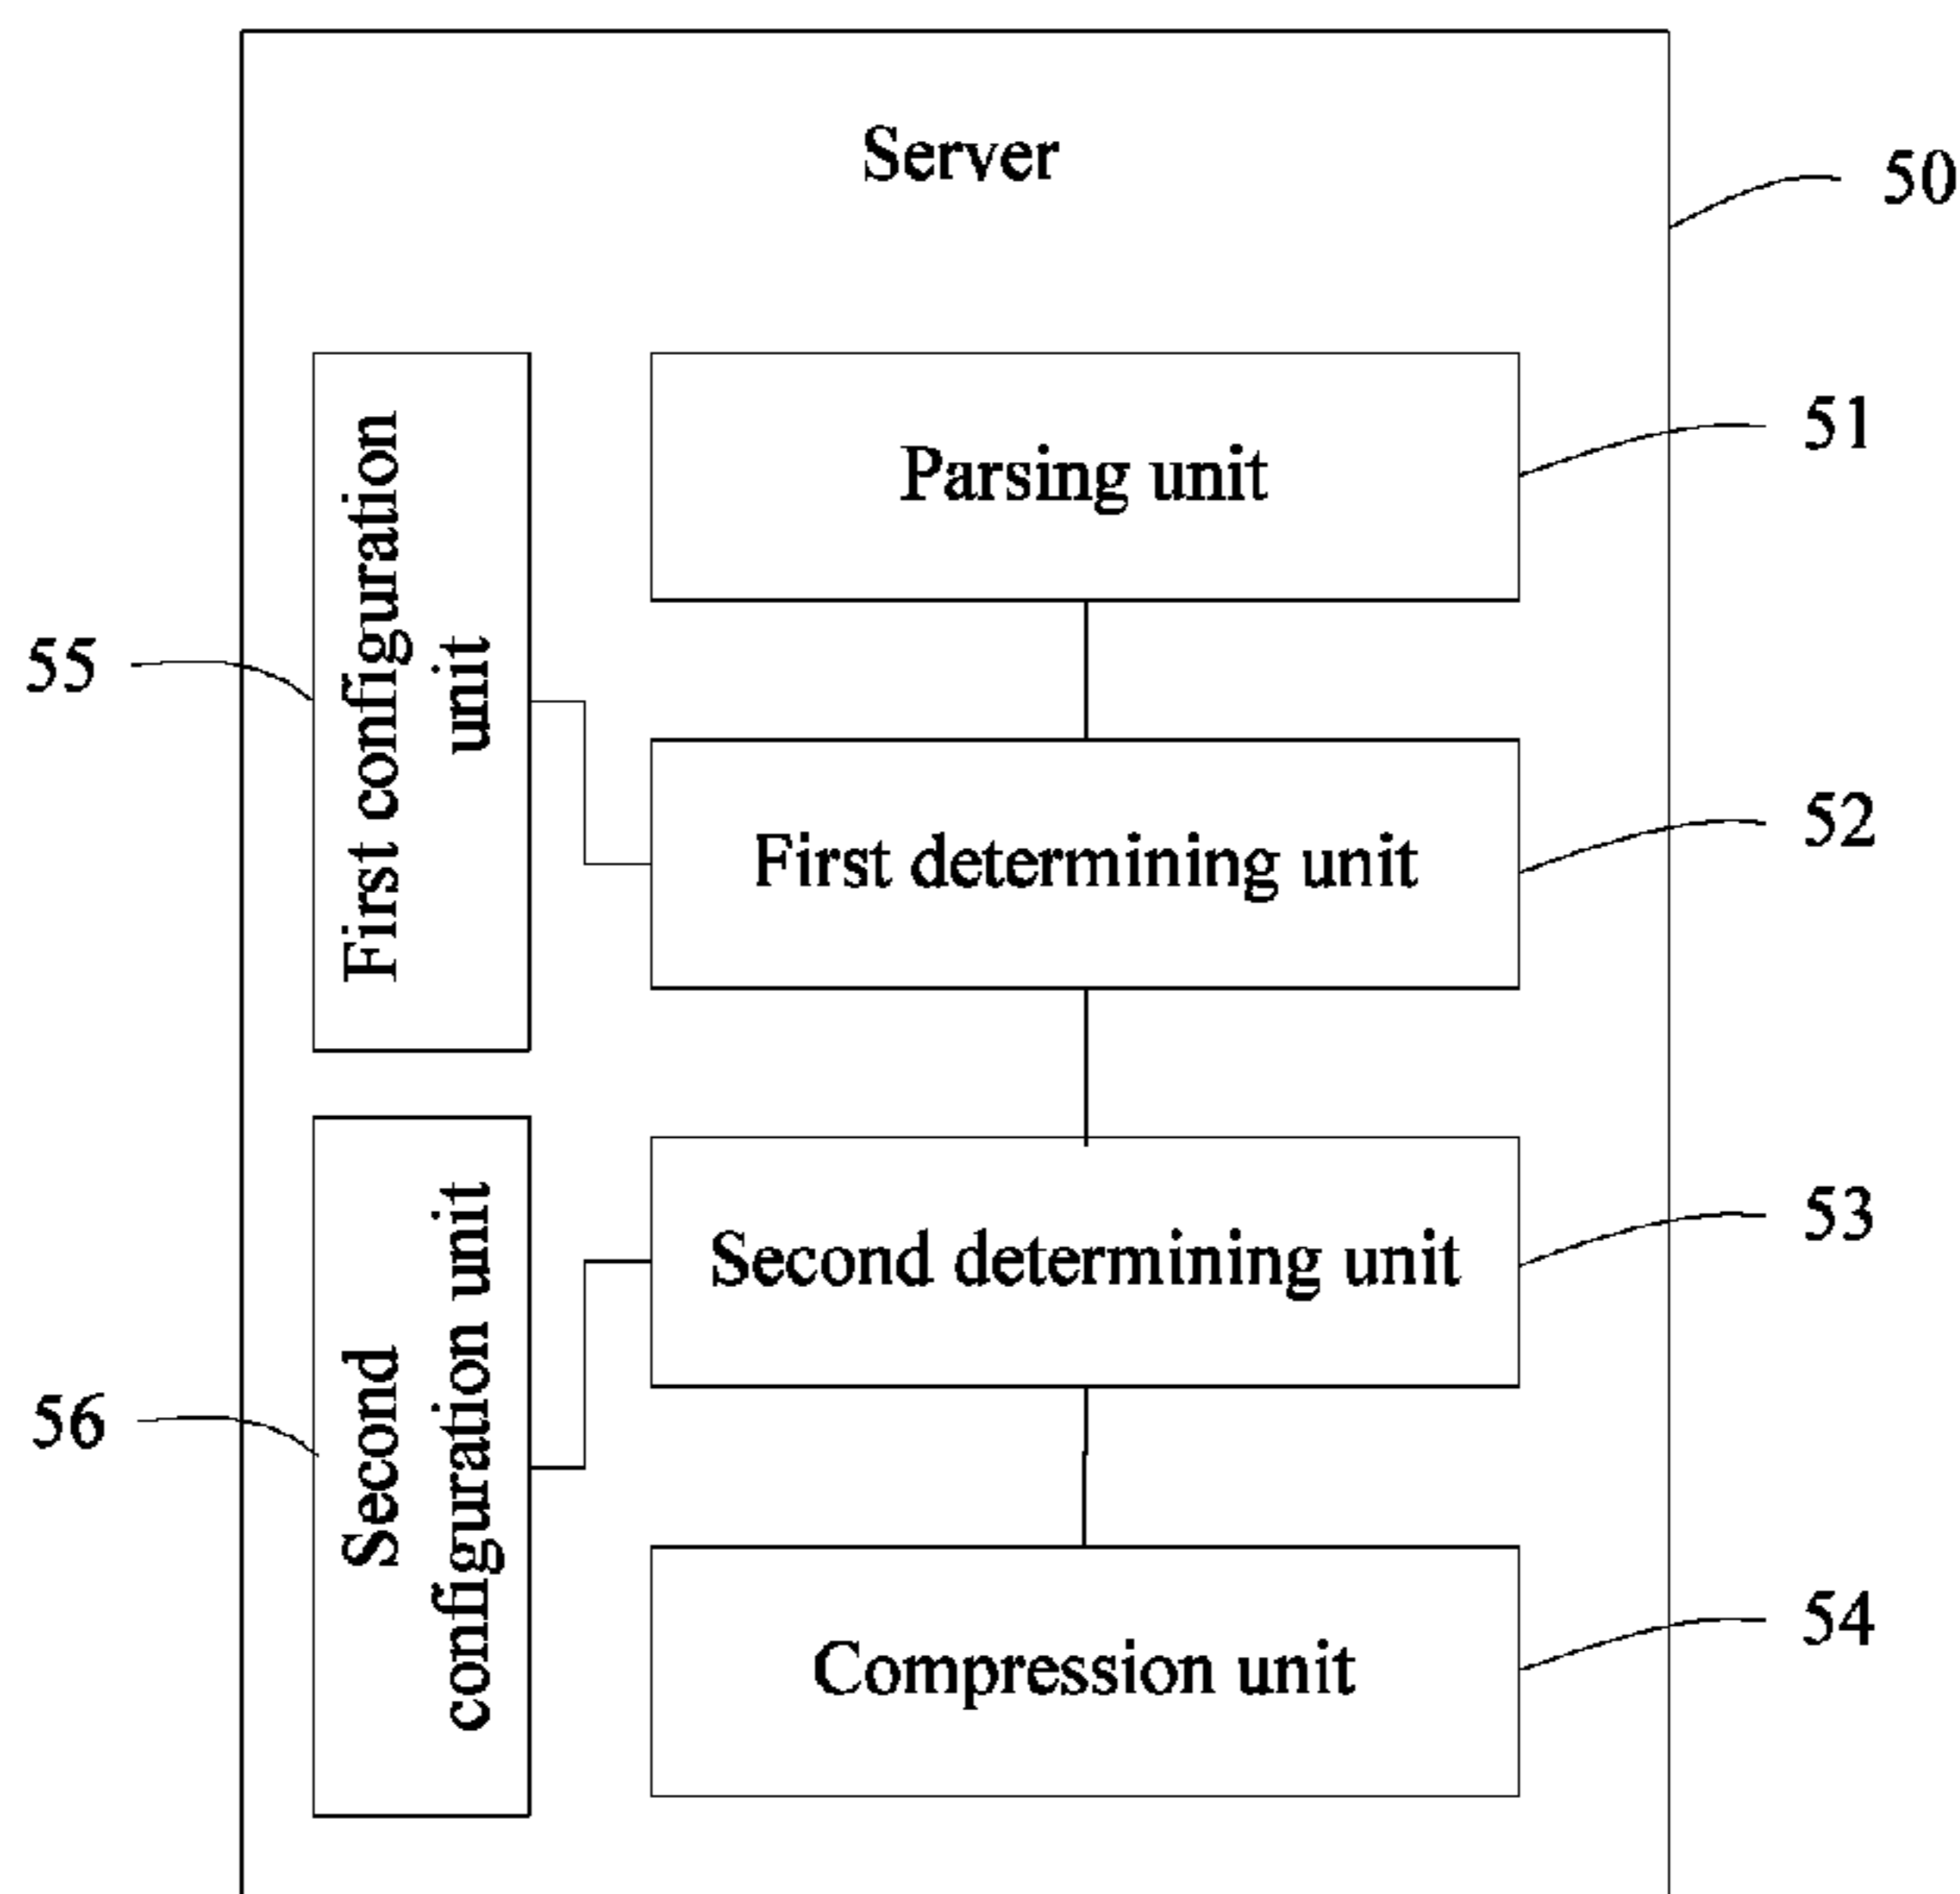 Server
50
First configuration
unit
Parsing unit
51
55
First determining unit
52
Second
configuration unit
Second determining unit
53
56
Compression unit
54